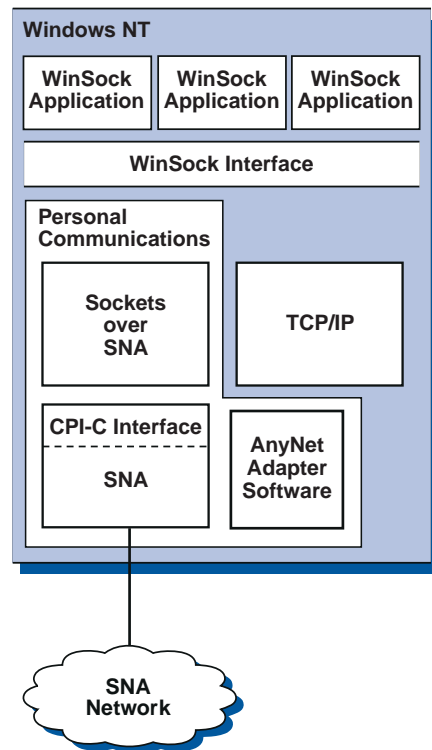 Windows NT
WinSock
Application
WinSock
Application
WinSock
Application
WinSock Interface
Personal
Communications
Sockets
over
SNA
TCP/IP
CPI-C Interface
SNA
AnyNet
Adapter
Software
SNA
Network